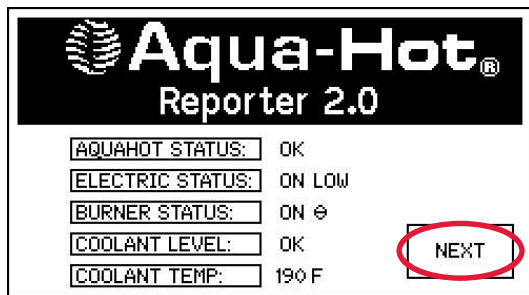 Aqua-Hot®
Reporter 2.0
AQUAHOT STATUS: OK
ELECTRIC STATUS: ON LOW
BURNER STATUS: ON ⊖
COOLANT LEVEL: OK
NEXT
COOLANT TEMP: 190 F